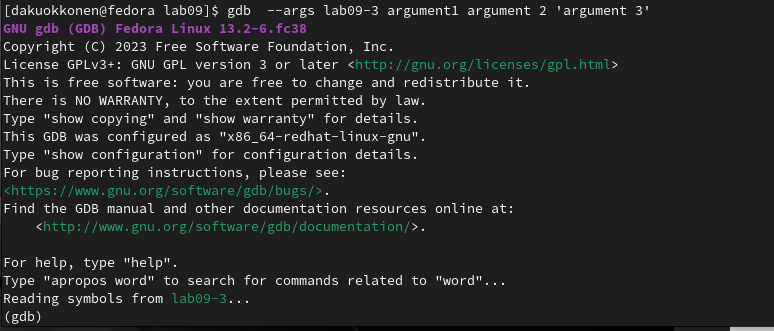 [dakuokkonen@fedora lab09]$ gdb  --args lab09-3 argument1 argument 2 'argument 3'
GNU gdb (GDB) Fedora Linux 13.2-6.fc38
Copyright (C) 2023 Free Software Foundation, Inc.
License GPLv3+: GNU GPL version 3 or later <http://gnu.org/licenses/gpl.html>
This is free software: you are free to change and redistribute it.
There is NO WARRANTY, to the extent permitted by law.
Type "show copying" and "show warranty" for details.
This GDB was configured as "x86_64-redhat-linux-gnu".
Type "show configuration" for configuration details.
For bug reporting instructions, please see:
<https://www.gnu.org/software/gdb/bugs/>.
Find the GDB manual and other documentation resources online at:
    <http://www.gnu.org/software/gdb/documentation/>.
For help, type "help".
Type "apropos word" to search for commands related to "word"...
Reading symbols from lab09-3...
(gdb)